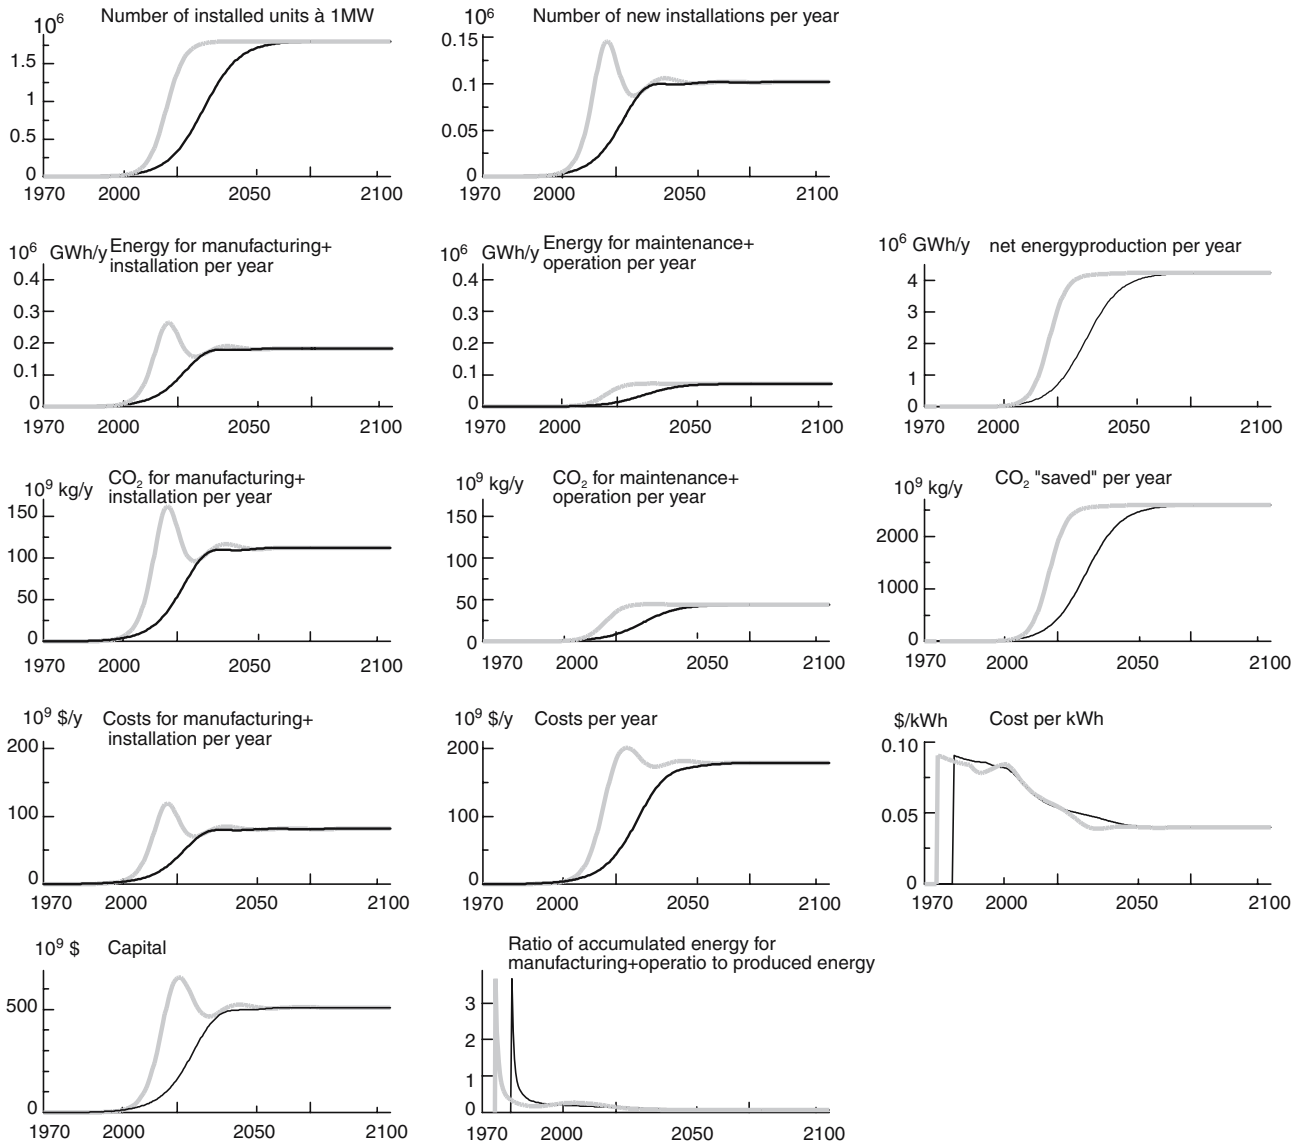 Number of installed units à 1MW
10⁶
1.5
1
0.5
0
1970 2000 2050 2100
Number of new installations per year
10⁶
0.15
0.1
0.05
0
1970 2000 2050 2100
10⁶ GWh/y Energy for manufacturing+
installation per year
0.4
0.3
0.2
0.1
0
1970 2000 2050 2100
10⁶ GWh/y Energy for maintenance+
operation per year
0.4
0.3
0.2
0.1
0
1970 2000 2050 2100
10⁶ GWh/y net energyproduction per year
4
3
2
1
0
1970 2000 2050 2100
CO₂ for manufacturing+
10⁹ kg/y installation per year
150
100
50
0
1970 2000 2050 2100
CO₂ for maintenance+
10⁹ kg/y operation per year
150
100
50
0
1970 2000 2050 2100
CO₂ "saved" per year
10⁹ kg/y
2000
1000
0
1970 2000 2050 2100
10⁹ $/y Costs for manufacturing+
installation per year
200
100
0
1970 2000 2050 2100
10⁹ $/y Costs per year
200
100
0
1970 2000 2050 2100
$/kWh Cost per kWh
0.10
0.05
0
1970 2000 2050 2100
10⁹ $ Capital
500
0
1970 2000 2050 2100
Ratio of accumulated energy for
manufacturing+operatio to produced energy
3
2
1
0
1970 2000 2050 2100